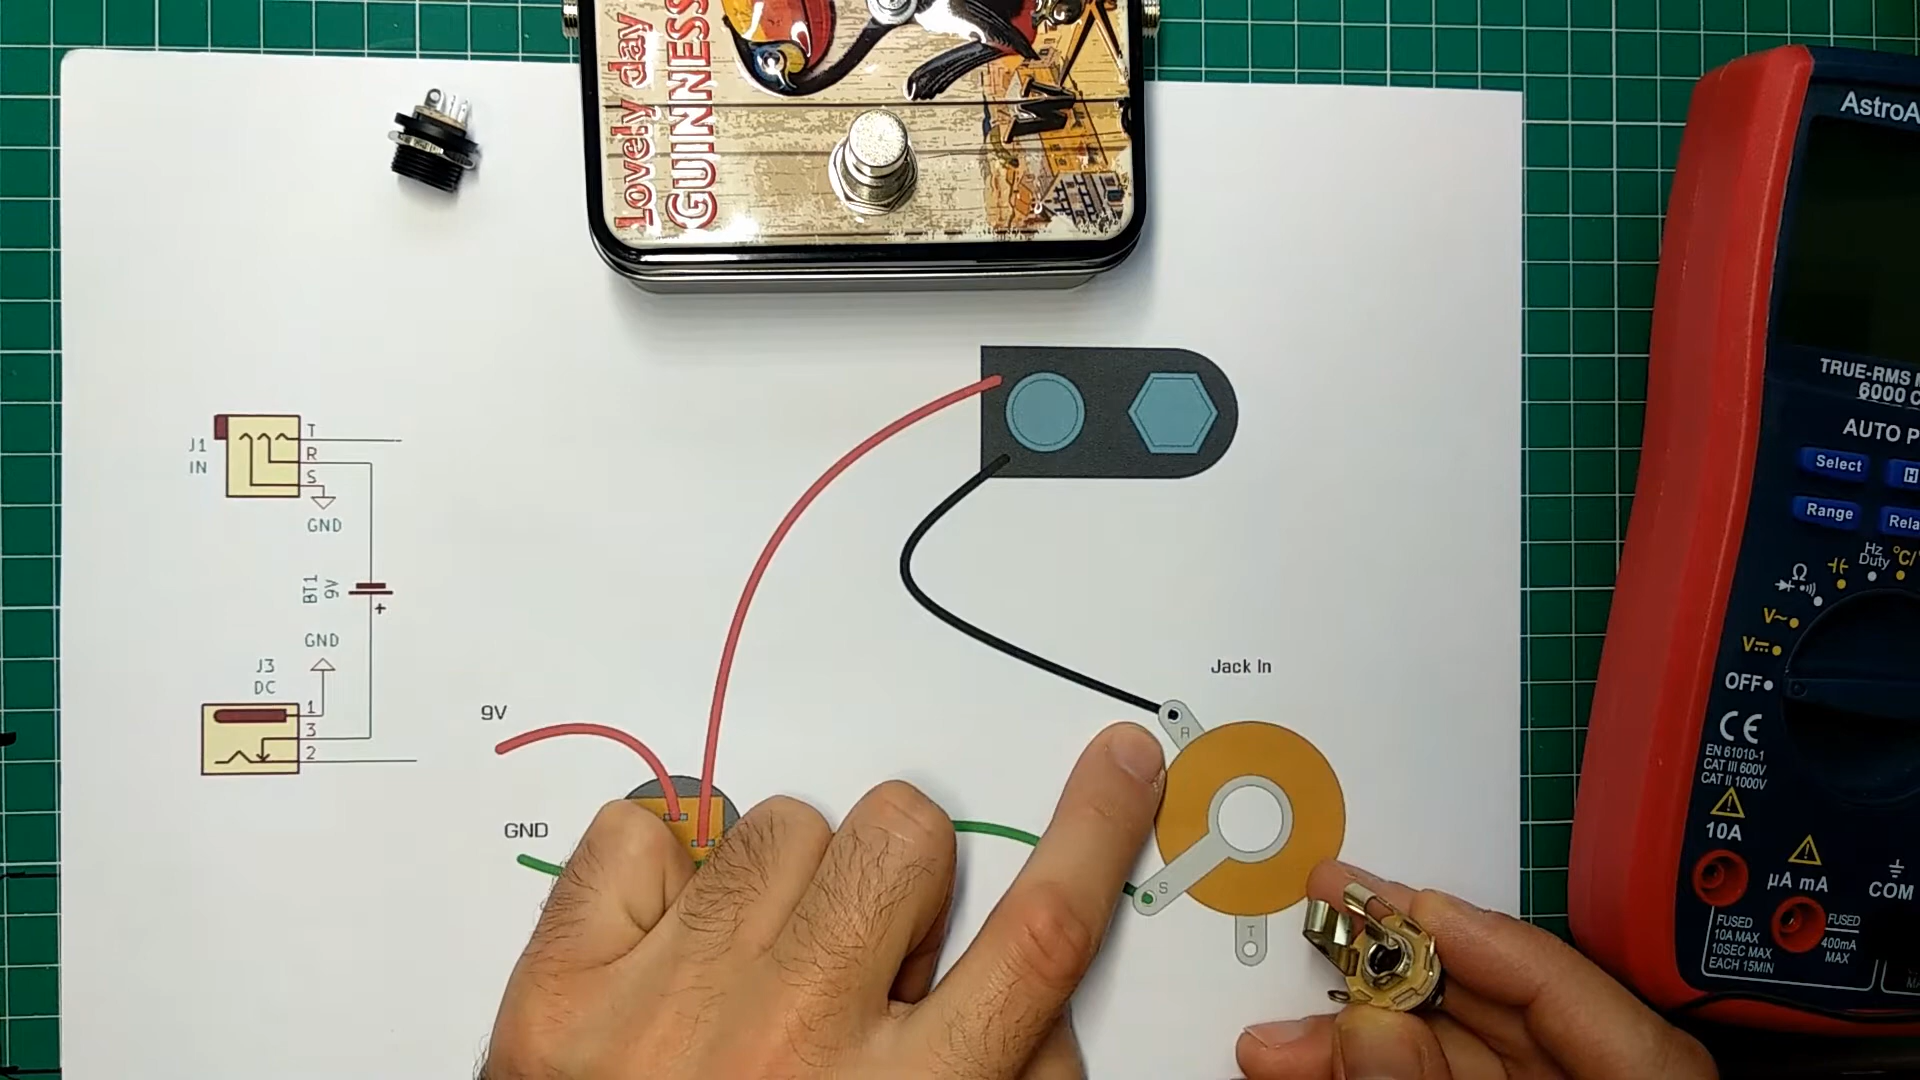 Lovely day
GUINNESS
J1
IN
T
R
S
GND
BT1
9V
+
GND
J3
DC
1
3
2
9V
GND
Jack In
R
S
T
TRUE-RMS
6000
AUTO
Select
H
Range
Hz
Duty
°C/
Ω
V~
V
OFF
CE
EN 61010-1
CAT III 600V
CAT II 1000V
10A
µA mA
COM
FUSED
10A MAX
10SEC MAX
EACH 15MIN
FUSED
400mA
MAX